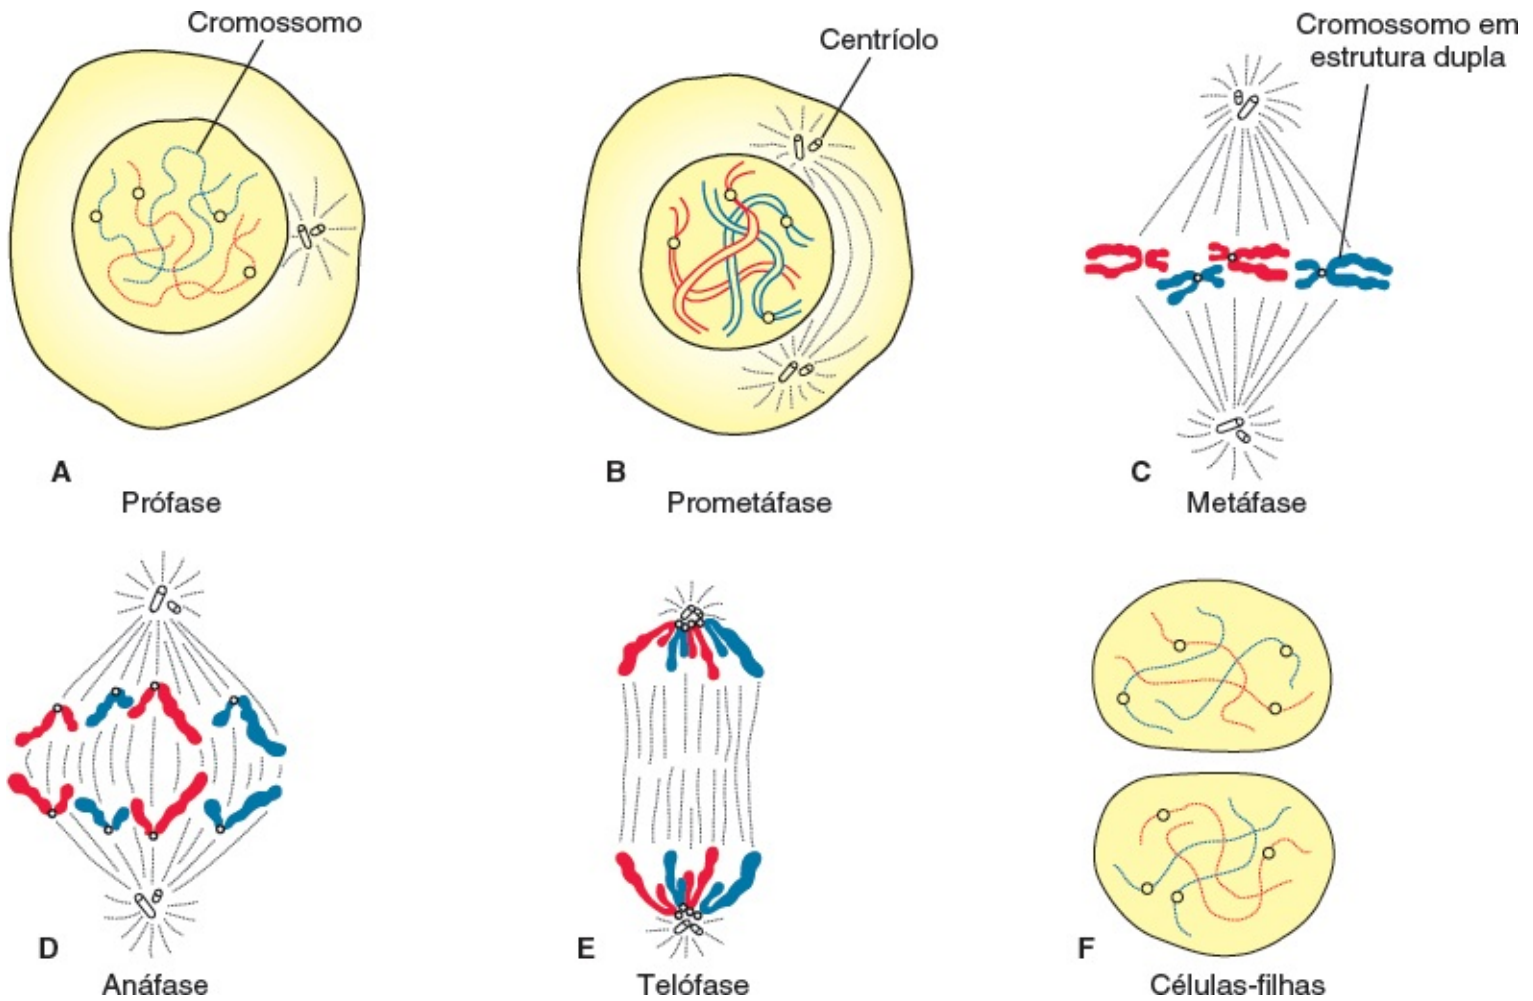 Cromossomo
Centríolo
Cromossomo em
estrutura dupla
A
Prófase
B
Prometáfase
C
Metáfase
D
Anáfase
E
Telófase
F
Células-filhas